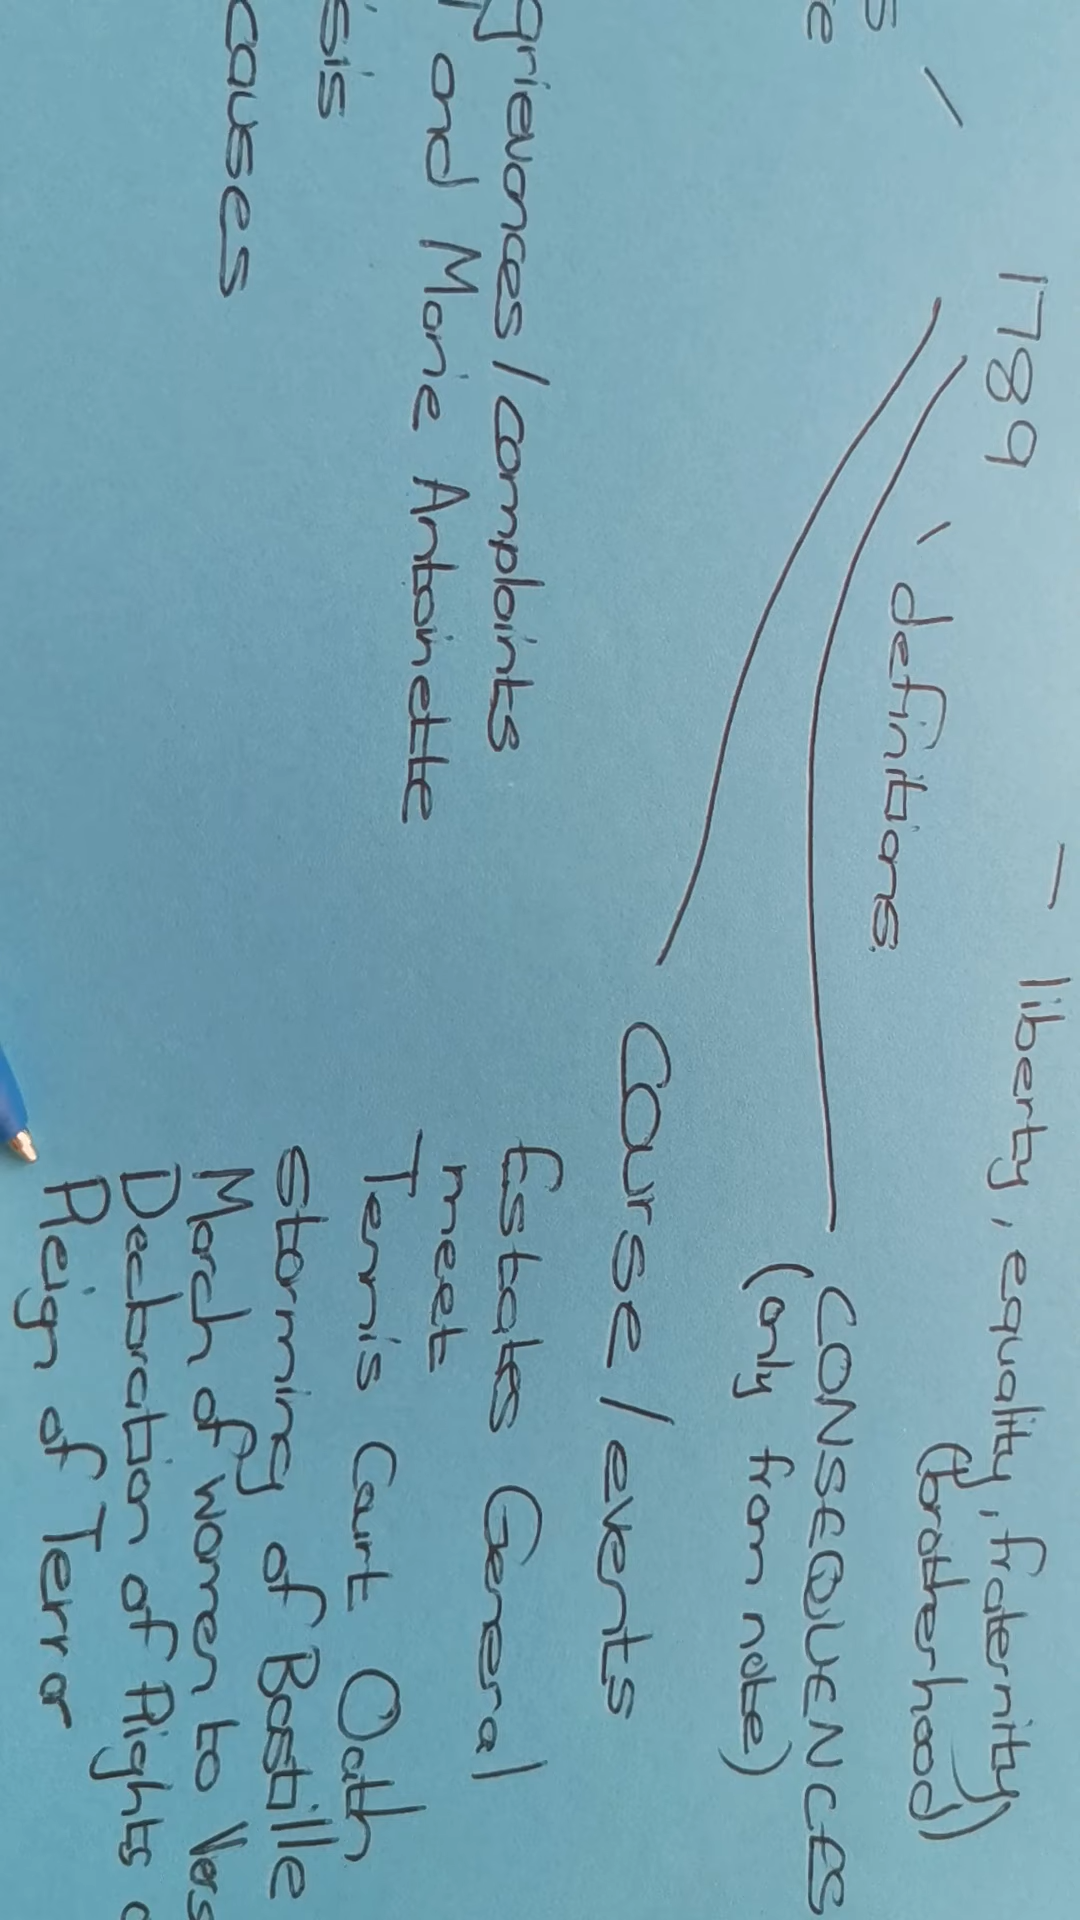 1789
- liberty, equality, fraternity
(brotherhood)
definitions
CONSEQUENCES
(only from note)
Course / events
grievances / complaints
and Marie Antoinette
causes
Estates General
meet
Tennis Court Oath
storming of Bastille
March of women to Vers
Declaration of Rights
Reign of Terror